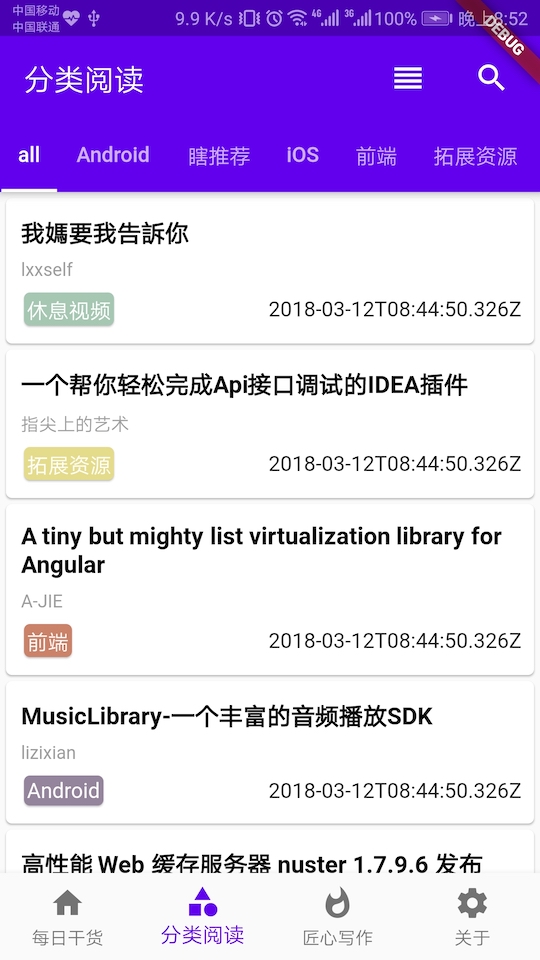 中国移动
中国联通
9.9 K/s 4G 3G 100% 晚上8:52
DEBUG
分类阅读
all Android 瞎推荐 iOS 前端 拓展资源
我媽要我告訴你
lxxself
休息视频 2018-03-12T08:44:50.326Z
一个帮你轻松完成Api接口调试的IDEA插件
指尖上的艺术
拓展资源 2018-03-12T08:44:50.326Z
A tiny but mighty list virtualization library for
Angular
A-JIE
前端 2018-03-12T08:44:50.326Z
MusicLibrary-一个丰富的音频播放SDK
lizixian
Android 2018-03-12T08:44:50.326Z
高性能 Web 缓存服务器 nuster 1.7.9.6 发布
每日干货 分类阅读 匠心写作 关于